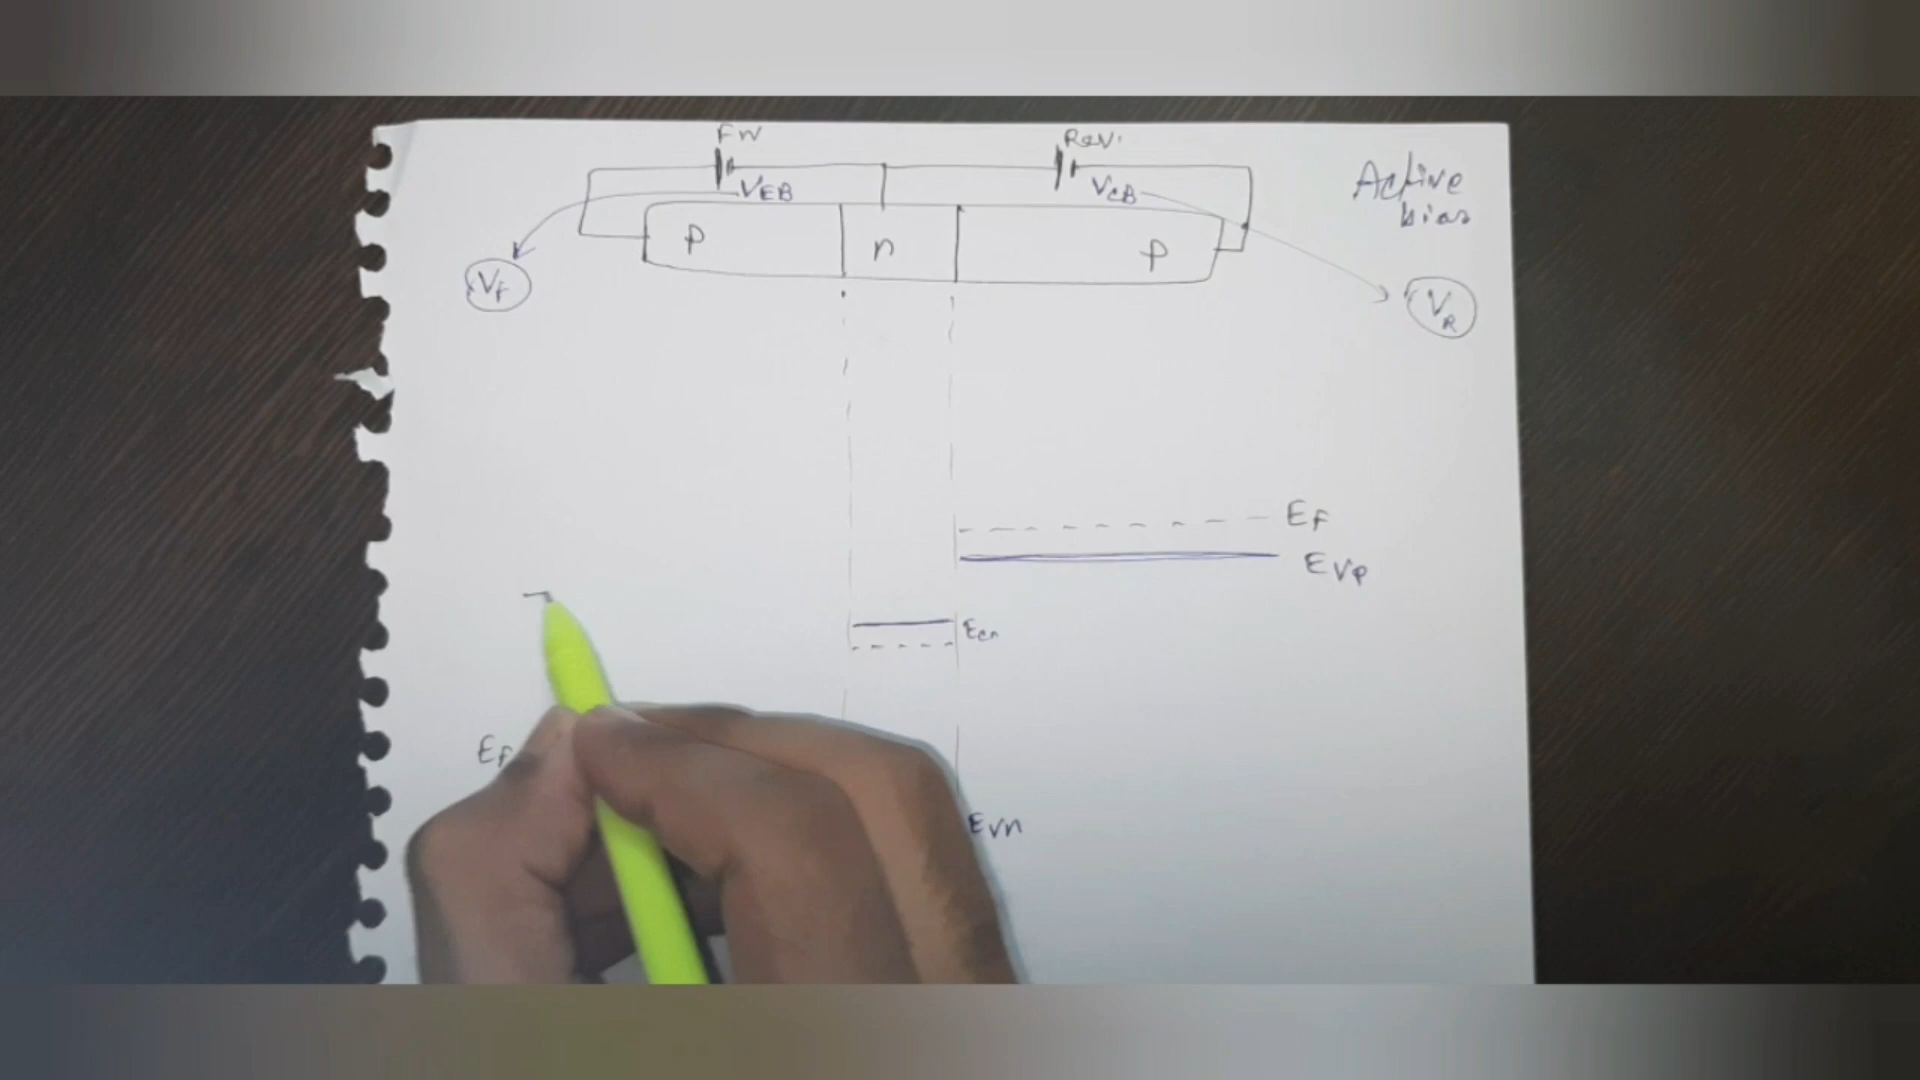 FW
Rev.
Active
bias
VEB
VCB
p
n
p
VF
VR
EF
EVP
Ecn
EF
EVn